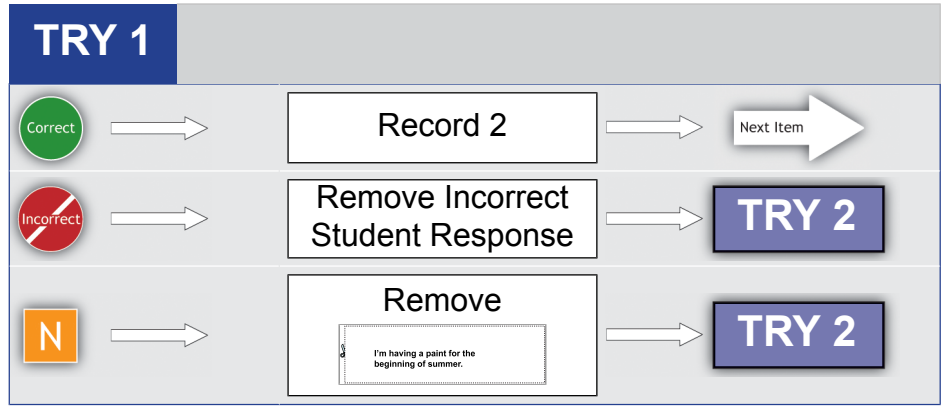 TRY 1
Correct
Record 2
Next Item
Incorrect
Remove Incorrect
Student Response
TRY 2
N
Remove
I'm having a paint for the
beginning of summer.
TRY 2